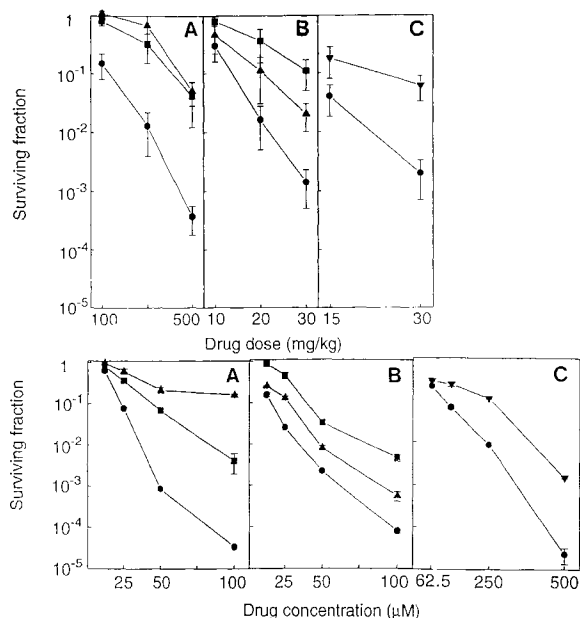 A B C
1
10⁻¹
10⁻²
10⁻³
10⁻⁴
10⁻⁵
Surviving fraction
100 500 10 20 30 15 30
Drug dose (mg/kg)
A B C
1
10⁻¹
10⁻²
10⁻³
10⁻⁴
10⁻⁵
Surviving fraction
25 50 100 25 50 100 62.5 250 500
Drug concentration (µM)